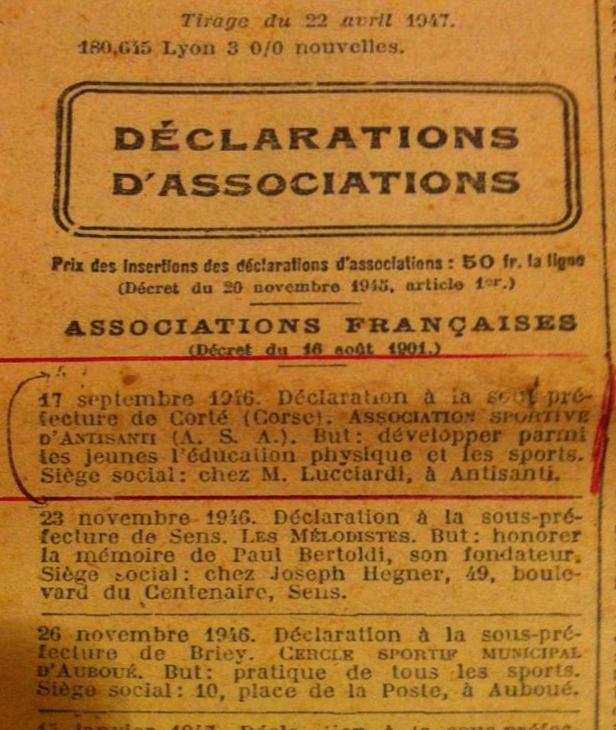 Tirage du 22 avril 1947.
180,645 Lyon 3 0/0 nouvelles.
DÉCLARATIONS
D'ASSOCIATIONS
Prix des insertions des déclarations d'associations : 50 fr. la ligne
(Décret du 20 novembre 1945, article 1er.)
ASSOCIATIONS FRANÇAISES
(Décret du 16 août 1901.)
17 septembre 1946. Déclaration à la sous-pré-
fecture de Corté (Corse). ASSOCIATION SPORTIVE
D'ANTISANTI (A. S. A.). But : développer parmi
les jeunes l'éducation physique et les sports.
Siège social : chez M. Lucciardi, à Antisanti.
23 novembre 1946. Déclaration à la sous-pré-
fecture de Sens. LES MÉLODISTES. But : honorer
la mémoire de Paul Bertoldi, son fondateur.
Siège social : chez Joseph Hegner, 49, boule-
vard du Centenaire, Sens.
26 novembre 1946. Déclaration à la sous-pré-
fecture de Briey. CERCLE SPORTIF MUNICIPAL
D'AUBOUÉ. But : pratique de tous les sports.
Siège social : 10, place de la Poste, à Auboué.